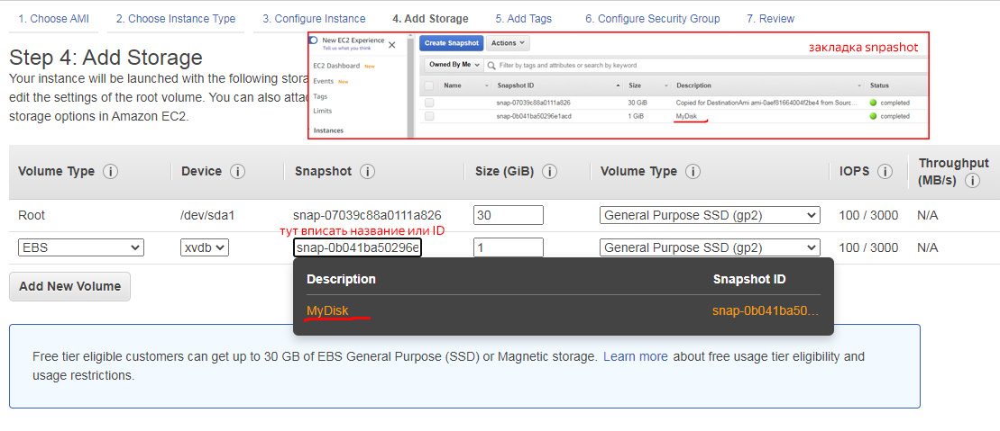 1. Choose AMI 2. Choose Instance Type 3. Configure Instance 4. Add Storage 5. Add Tags 6. Configure Security Group 7. Review
Step 4: Add Storage
Your instance will be launched with the following stora
edit the settings of the root volume. You can also attac
storage options in Amazon EC2.
New EC2 Experience
Tell us what you think
EC2 Dashboard New
Events New
Tags
Limits
Instances
Create Snapshot Actions
закладка snpashot
Owned By Me Filter by tags and attributes or search by keyword
Name Snapshot ID Size Description Status
snap-07039c88a0111a826 30 GiB Copied for DestinationAmi ami-0aef81664004f2be4 from Sourc... completed
snap-0b041ba50296e1acd 1 GiB MyDisk completed
Volume Type Device Snapshot Size (GiB) Volume Type IOPS Throughput
(MB/s)
Root /dev/sda1 snap-07039c88a0111a826 30 General Purpose SSD (gp2) 100 / 3000 N/A
тут вписать название или ID
EBS xvdb snap-0b041ba50296e 1 General Purpose SSD (gp2) 100 / 3000 N/A
Add New Volume
Description Snapshot ID
MyDisk snap-0b041ba50...
Free tier eligible customers can get up to 30 GB of EBS General Purpose (SSD) or Magnetic storage. Learn more about free usage tier eligibility and
usage restrictions.